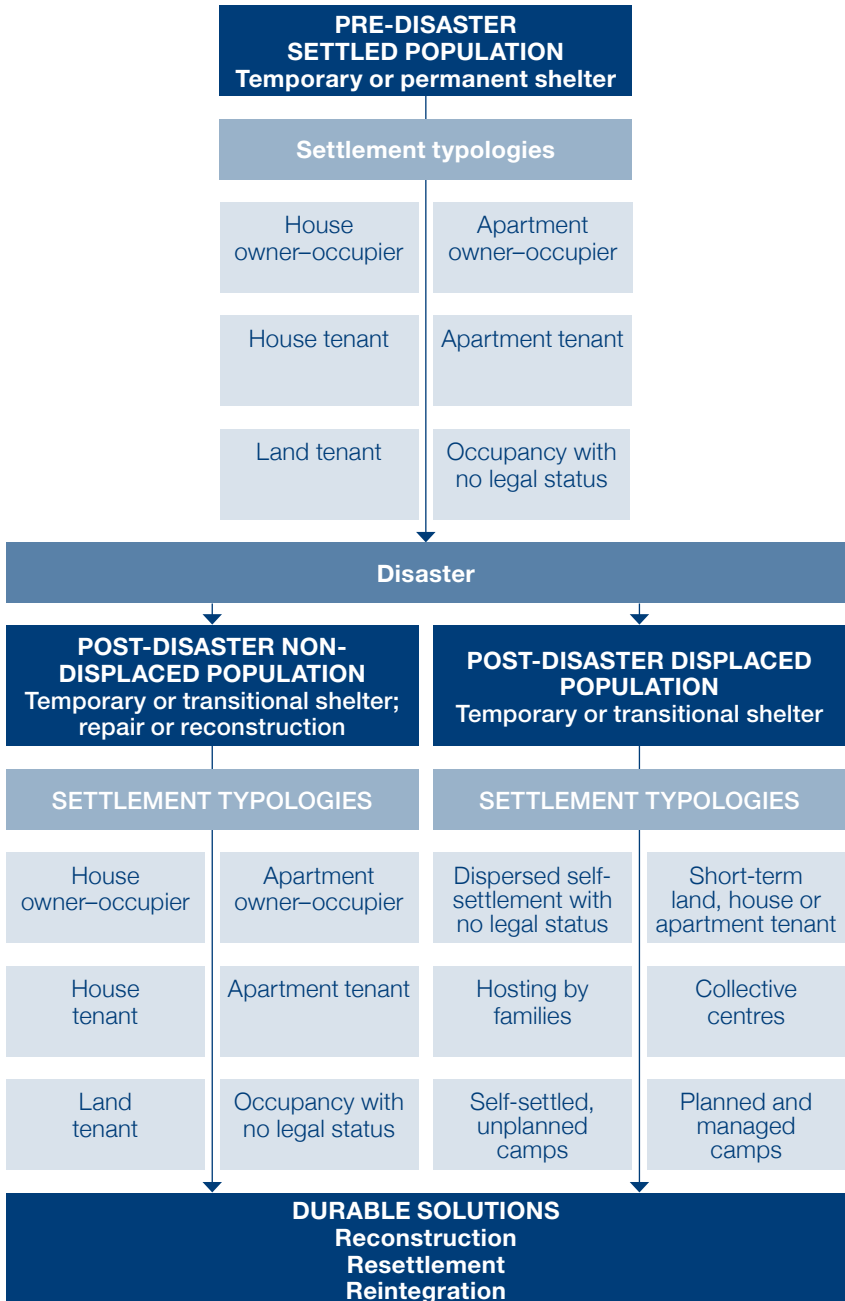 PRE-DISASTER
SETTLED POPULATION
Temporary or permanent shelter
Settlement typologies
House
owner–occupier
Apartment
owner–occupier
House tenant
Apartment tenant
Land tenant
Occupancy with
no legal status
Disaster
POST-DISASTER NON-
DISPLACED POPULATION
Temporary or transitional shelter;
repair or reconstruction
POST-DISASTER DISPLACED
POPULATION
Temporary or transitional shelter
SETTLEMENT TYPOLOGIES
SETTLEMENT TYPOLOGIES
House
owner–occupier
Apartment
owner–occupier
Dispersed self-
settlement with
no legal status
Short-term
land, house or
apartment tenant
House
tenant
Apartment tenant
Hosting by
families
Collective
centres
Land
tenant
Occupancy with
no legal status
Self-settled,
unplanned
camps
Planned and
managed
camps
DURABLE SOLUTIONS
Reconstruction
Resettlement
Reintegration